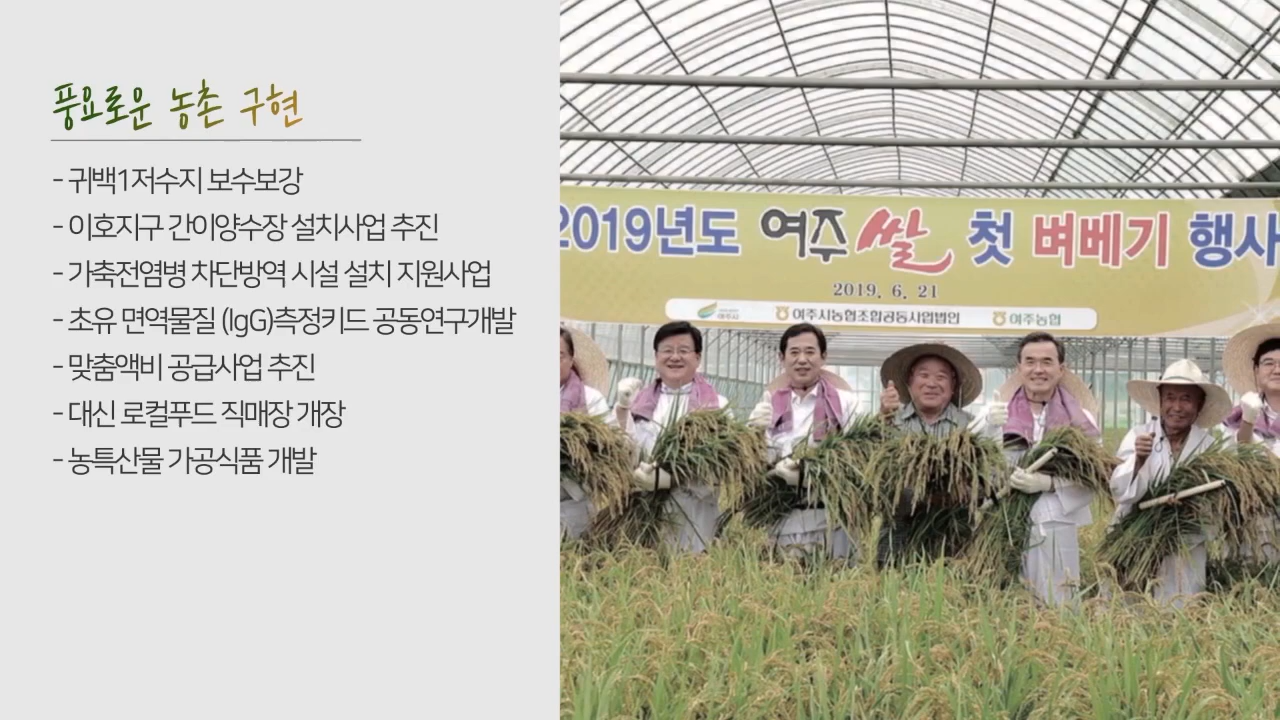 풍요로운 농촌 구현
- 귀백1저수지 보수보강
- 이호지구 간이양수장 설치사업 추진
- 가축전염병 차단방역 시설 설치 지원사업
- 초유 면역물질 (IgG)측정키드 공동연구개발
- 맞춤액비 공급사업 추진
- 대신 로컬푸드 직매장 개장
- 농특산물 가공식품 개발
2019년도 여주쌀 첫 벼베기 행사
2019. 6. 21
여주시 여주시농협조합공동사업법인 여주농협